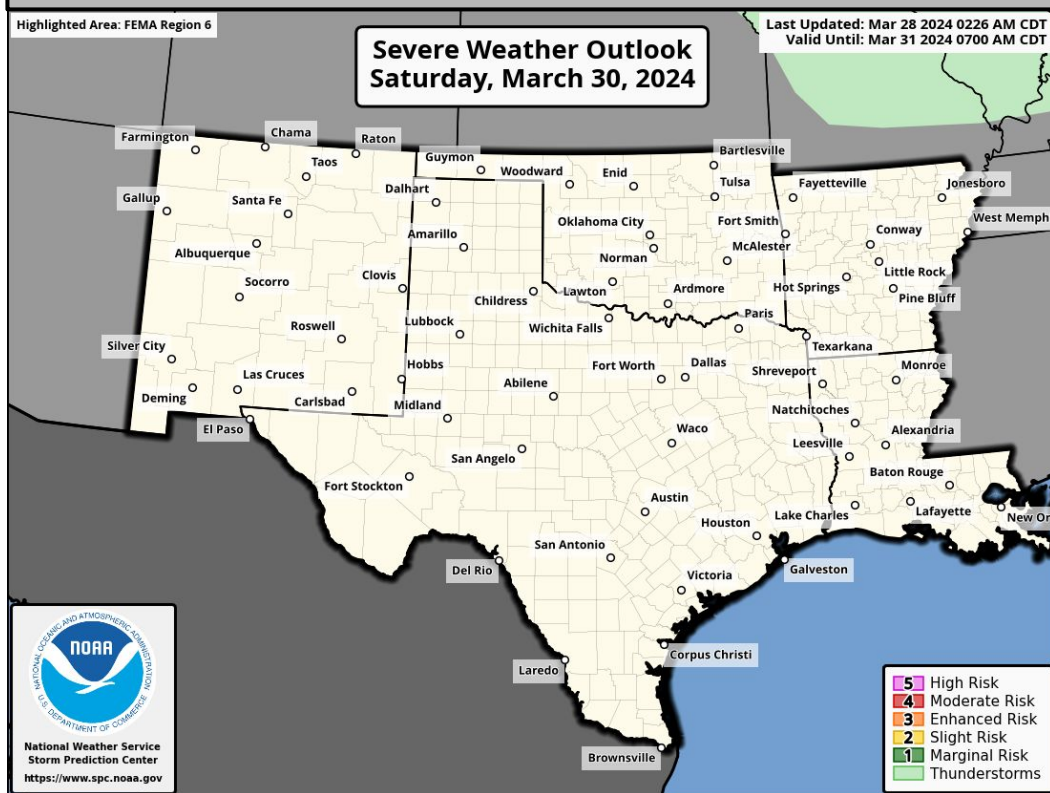 Highlighted Area: FEMA Region 6
Severe Weather Outlook
Saturday, March 30, 2024
Last Updated: Mar 28 2024 0226 AM CDT
Valid Until: Mar 31 2024 0700 AM CDT
Farmington
Chama
Raton
Taos
Gallup
Santa Fe
Albuquerque
Socorro
Clovis
Roswell
Silver City
Las Cruces
Deming
Carlsbad
Hobbs
Guymon
Woodward
Enid
Bartlesville
Tulsa
Dalhart
Oklahoma City
Fort Smith
Amarillo
Norman
McAlester
Childress
Lawton
Ardmore
Fayetteville
Jonesboro
West Memph
Conway
Little Rock
Hot Springs
Pine Bluff
Lubbock
Wichita Falls
Paris
Texarkana
Fort Worth
Dallas
Shreveport
Monroe
Abilene
Midland
El Paso
Natchitoches
Waco
Alexandria
Leesville
San Angelo
Fort Stockton
Baton Rouge
Austin
Houston
Lake Charles
Lafayette
New Or
San Antonio
Del Rio
Galveston
Victoria
Corpus Christi
Laredo
Brownsville
NATIONAL OCEANIC AND ATMOSPHERIC ADMINISTRATION
NOAA
U.S. DEPARTMENT OF COMMERCE
National Weather Service
Storm Prediction Center
https://www.spc.noaa.gov
5 High Risk
4 Moderate Risk
3 Enhanced Risk
2 Slight Risk
1 Marginal Risk
Thunderstorms